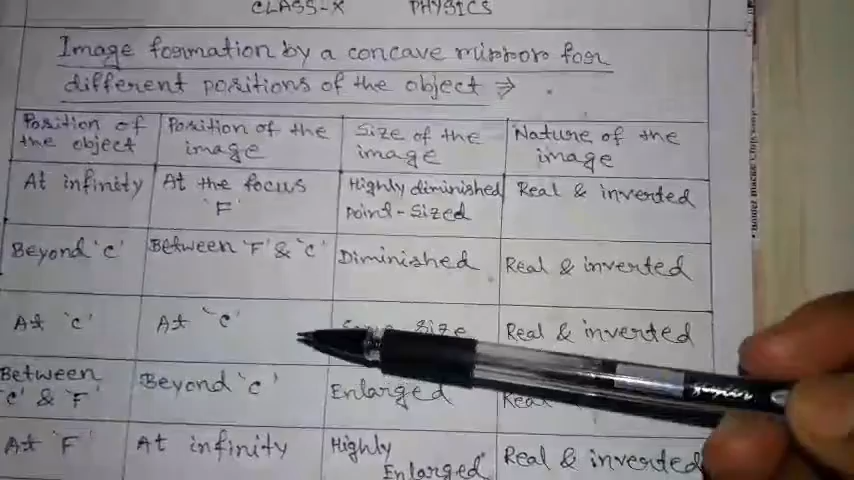 CLASS-X PHYSICS
Image formation by a concave mirror for
different positions of the object ⇒
Position of the object | Position of the image | Size of the image | Nature of the image
At infinity | At the focus 'F' | Highly diminished Point-Sized | Real & inverted
Beyond 'C' | Between 'F' & 'C' | Diminished | Real & inverted
At 'C' | At 'C' | Size | Real & inverted
Between 'C' & 'F' | Beyond 'C' | Enlarged | Real
At 'F' | At infinity | Highly Enlarged | Real & inverted